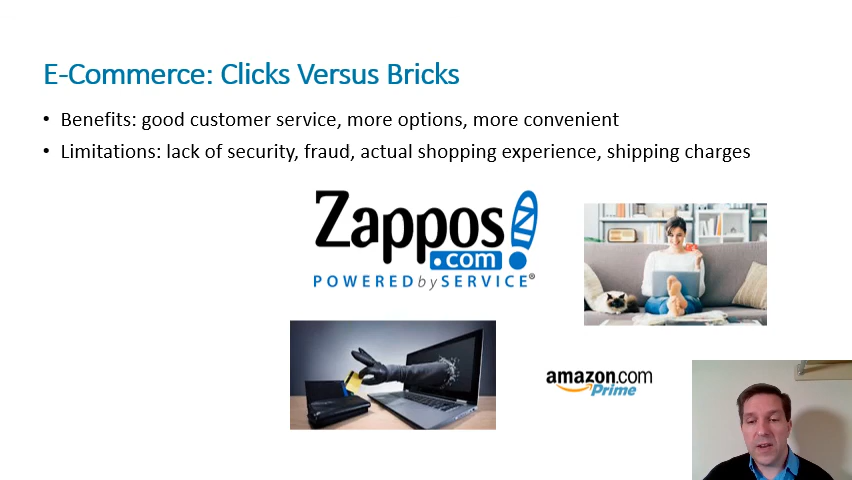 E-Commerce: Clicks Versus Bricks
• Benefits: good customer service, more options, more convenient
• Limitations: lack of security, fraud, actual shopping experience, shipping charges
Zappos
.com
POWERED by SERVICE®
amazon.com
Prime